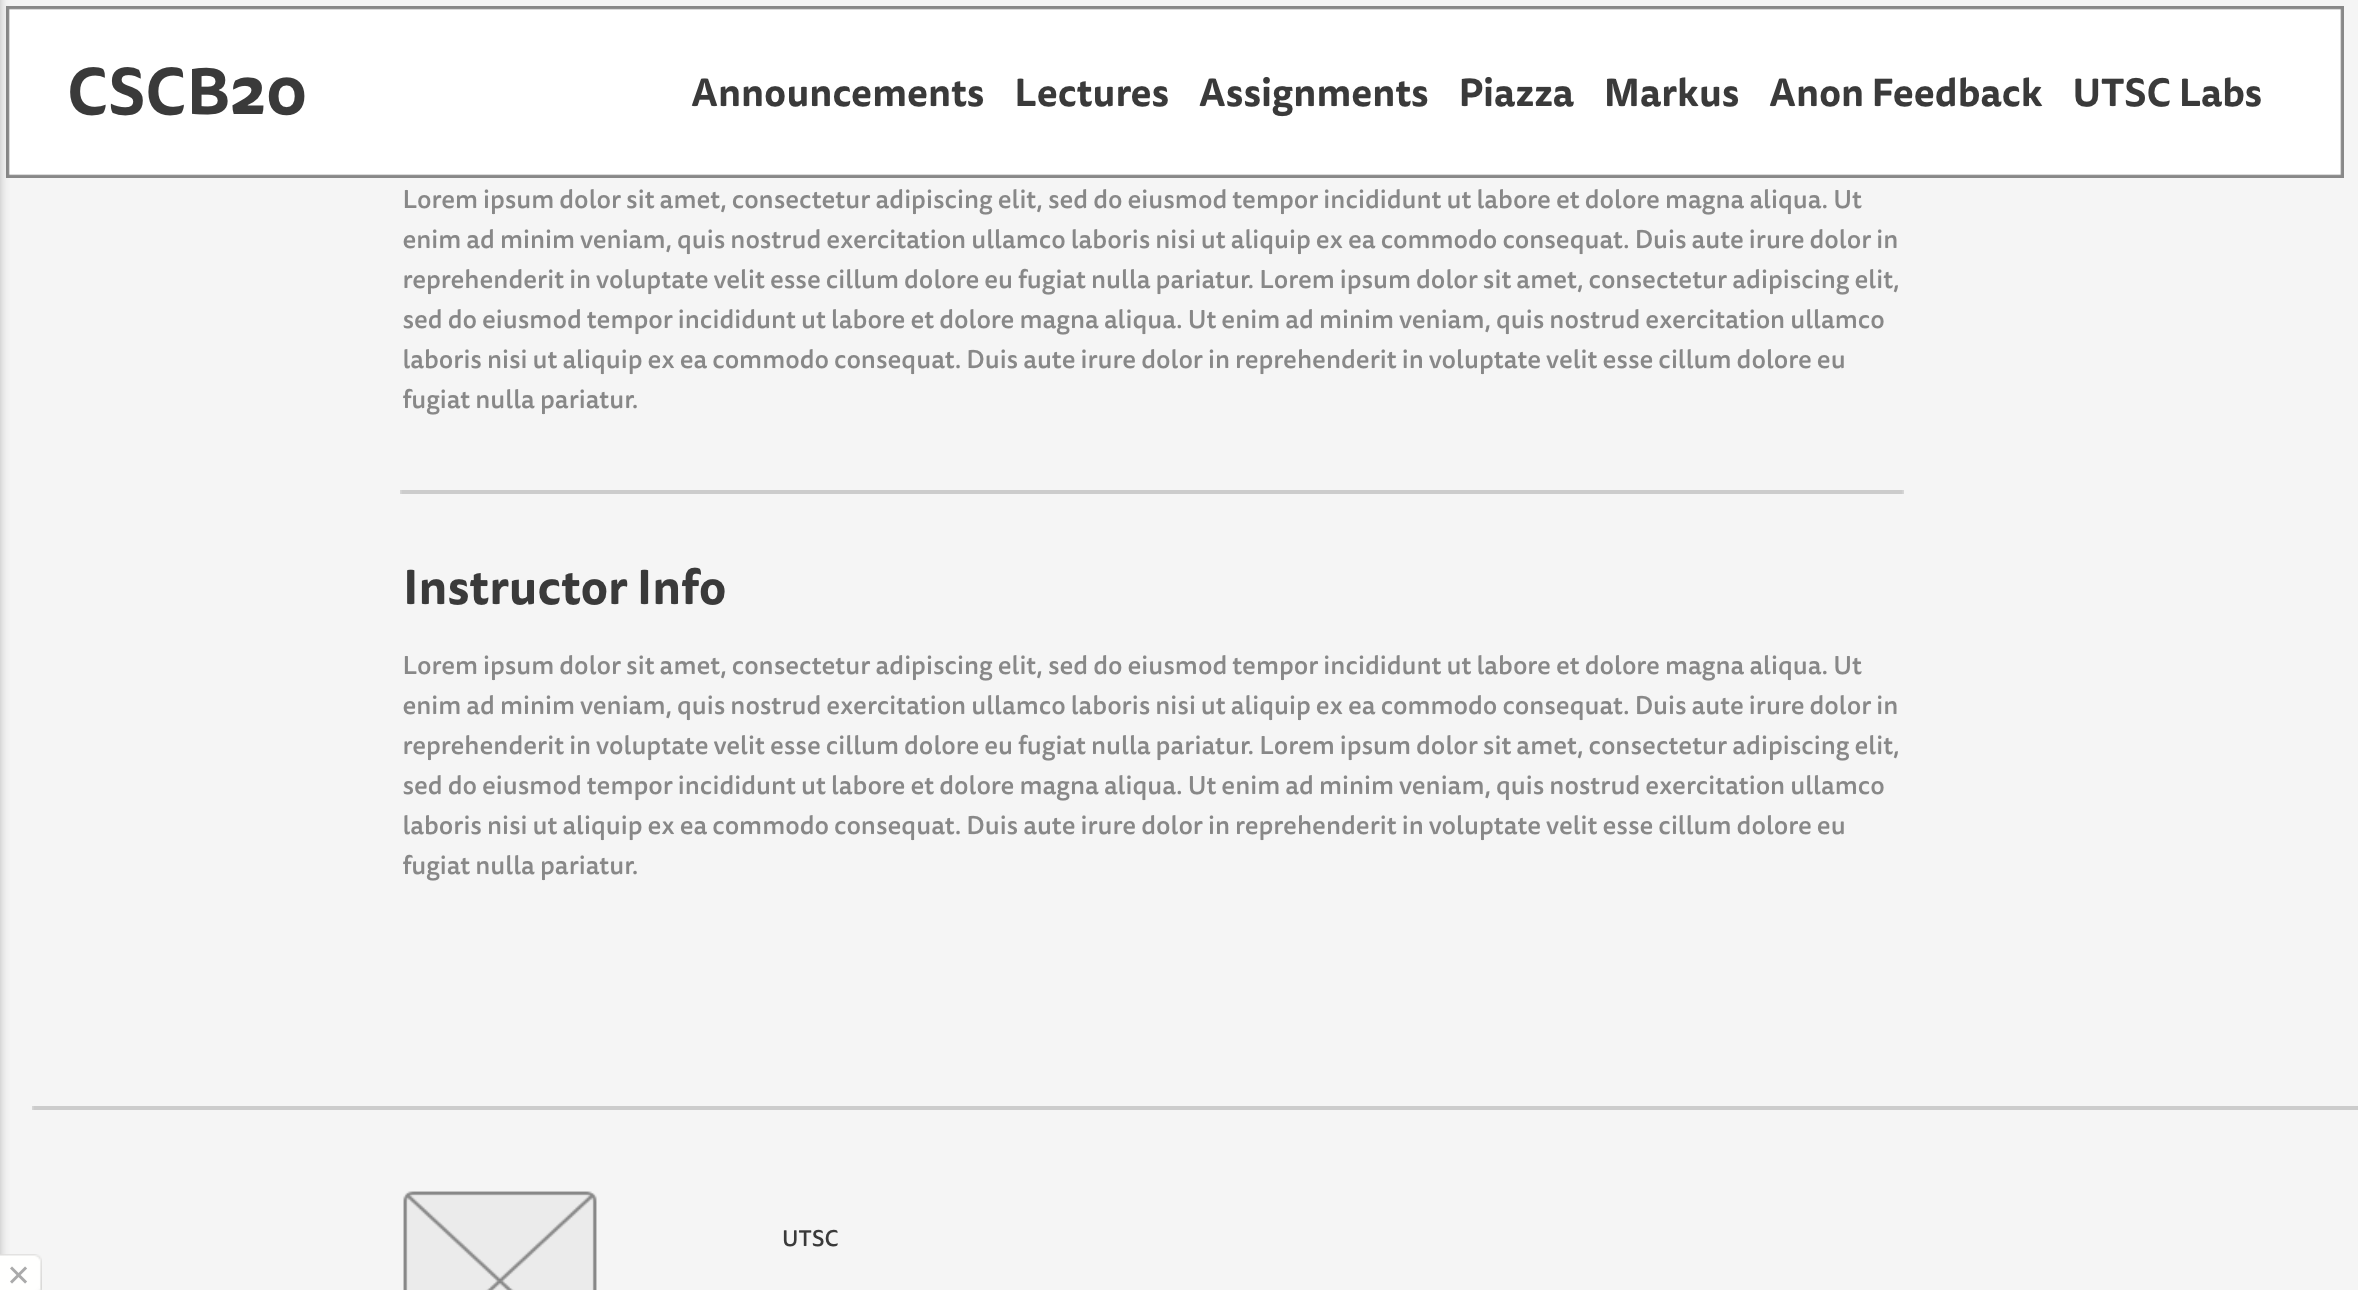 CSCB20
Announcements Lectures Assignments Piazza Markus Anon Feedback UTSC Labs
Lorem ipsum dolor sit amet, consectetur adipiscing elit, sed do eiusmod tempor incididunt ut labore et dolore magna aliqua. Ut
enim ad minim veniam, quis nostrud exercitation ullamco laboris nisi ut aliquip ex ea commodo consequat. Duis aute irure dolor in
reprehenderit in voluptate velit esse cillum dolore eu fugiat nulla pariatur. Lorem ipsum dolor sit amet, consectetur adipiscing elit,
sed do eiusmod tempor incididunt ut labore et dolore magna aliqua. Ut enim ad minim veniam, quis nostrud exercitation ullamco
laboris nisi ut aliquip ex ea commodo consequat. Duis aute irure dolor in reprehenderit in voluptate velit esse cillum dolore eu
fugiat nulla pariatur.
Instructor Info
Lorem ipsum dolor sit amet, consectetur adipiscing elit, sed do eiusmod tempor incididunt ut labore et dolore magna aliqua. Ut
enim ad minim veniam, quis nostrud exercitation ullamco laboris nisi ut aliquip ex ea commodo consequat. Duis aute irure dolor in
reprehenderit in voluptate velit esse cillum dolore eu fugiat nulla pariatur. Lorem ipsum dolor sit amet, consectetur adipiscing elit,
sed do eiusmod tempor incididunt ut labore et dolore magna aliqua. Ut enim ad minim veniam, quis nostrud exercitation ullamco
laboris nisi ut aliquip ex ea commodo consequat. Duis aute irure dolor in reprehenderit in voluptate velit esse cillum dolore eu
fugiat nulla pariatur.
UTSC